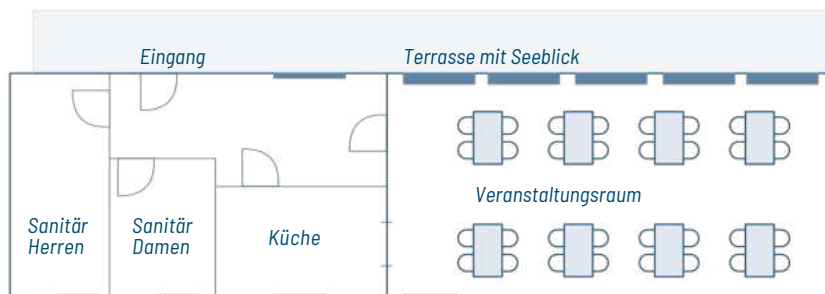 Eingang
Terrasse mit Seeblick
Veranstaltungsraum
Sanitär
Herren
Sanitär
Damen
Küche